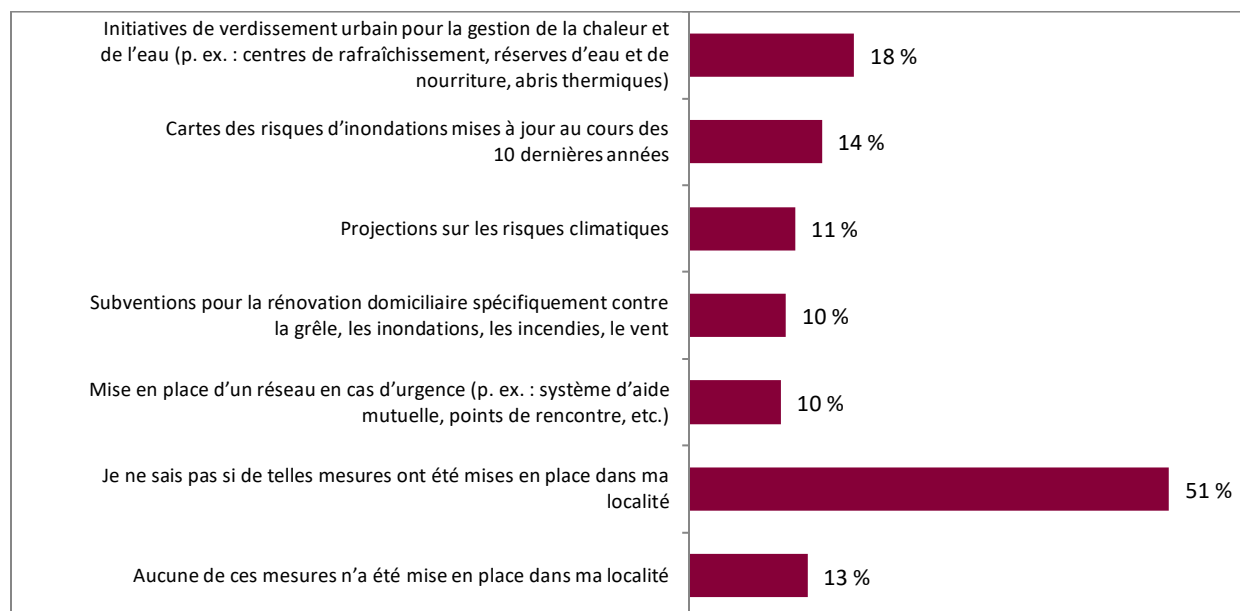 Initiatives de verdissement urbain pour la gestion de la chaleur et
de l’eau (p. ex. : centres de rafraîchissement, réserves d’eau et de
nourriture, abris thermiques)
18 %
Cartes des risques d’inondations mises à jour au cours des
10 dernières années
14 %
Projections sur les risques climatiques
11 %
Subventions pour la rénovation domiciliaire spécifiquement contre
la grêle, les inondations, les incendies, le vent
10 %
Mise en place d’un réseau en cas d’urgence (p. ex. : système d’aide
mutuelle, points de rencontre, etc.)
10 %
Je ne sais pas si de telles mesures ont été mises en place dans ma
localité
51 %
Aucune de ces mesures n’a été mise en place dans ma localité
13 %